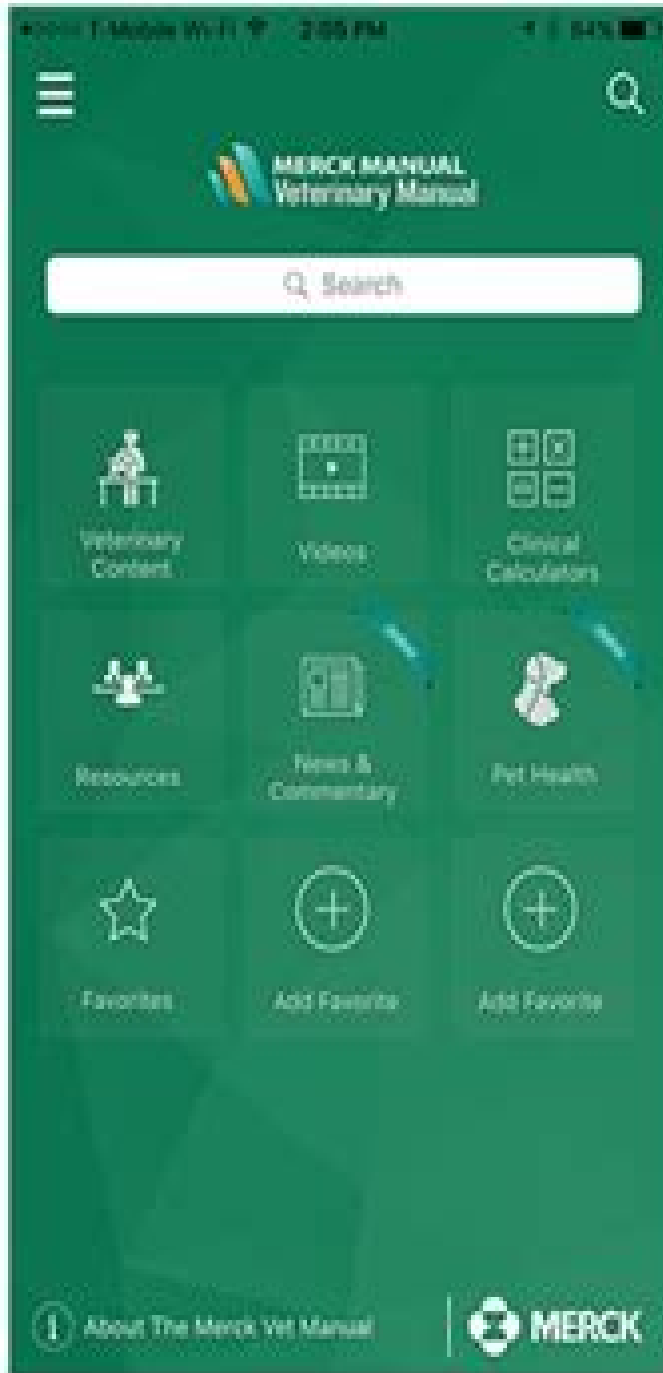 T-Mobile Wi-Fi 2:05 PM 54%
MERCK MANUAL
Veterinary Manual
Search
Veterinary
Content
Videos
Clinical
Calculators
Resources
News &
Commentary
Pet Health
Favorites
Add Favorite
Add Favorite
i About The Merck Vet Manual
MERCK